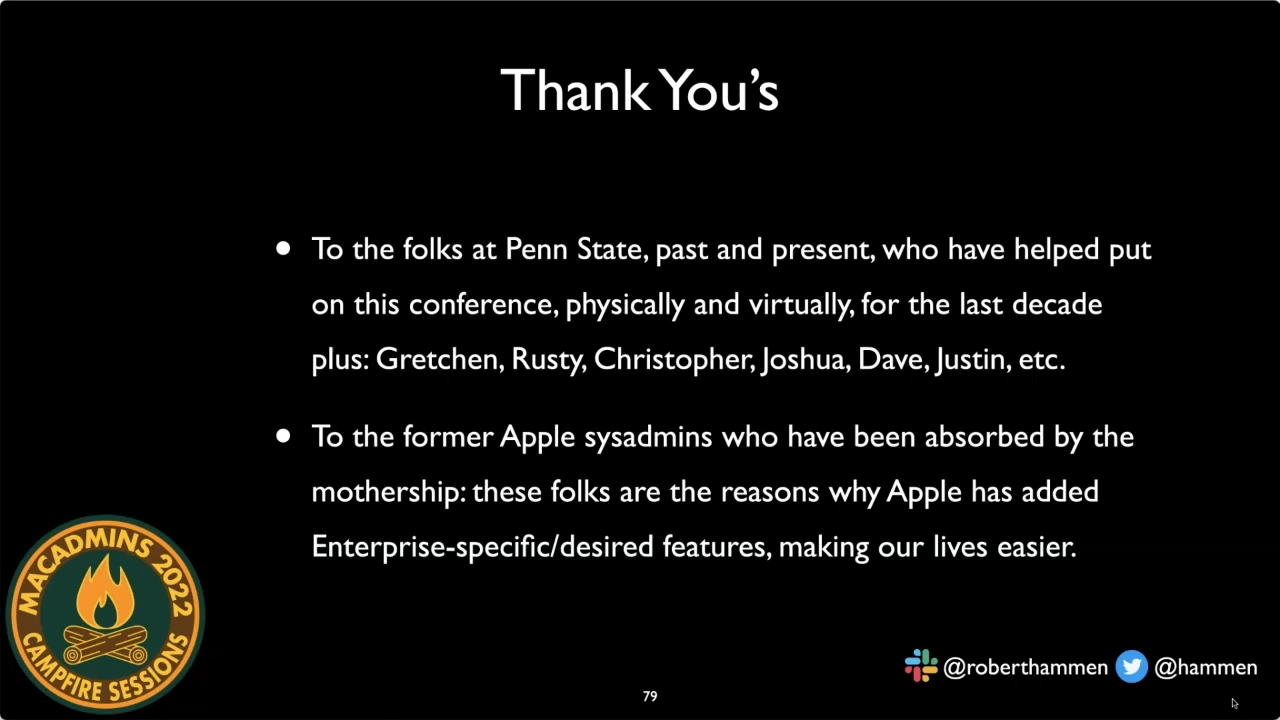 Thank You's
• To the folks at Penn State, past and present, who have helped put
on this conference, physically and virtually, for the last decade
plus: Gretchen, Rusty, Christopher, Joshua, Dave, Justin, etc.
• To the former Apple sysadmins who have been absorbed by the
mothership: these folks are the reasons why Apple has added
Enterprise-specific/desired features, making our lives easier.
MACADMINS 2022
CAMPFIRE SESSIONS
@roberthammen @hammen
79